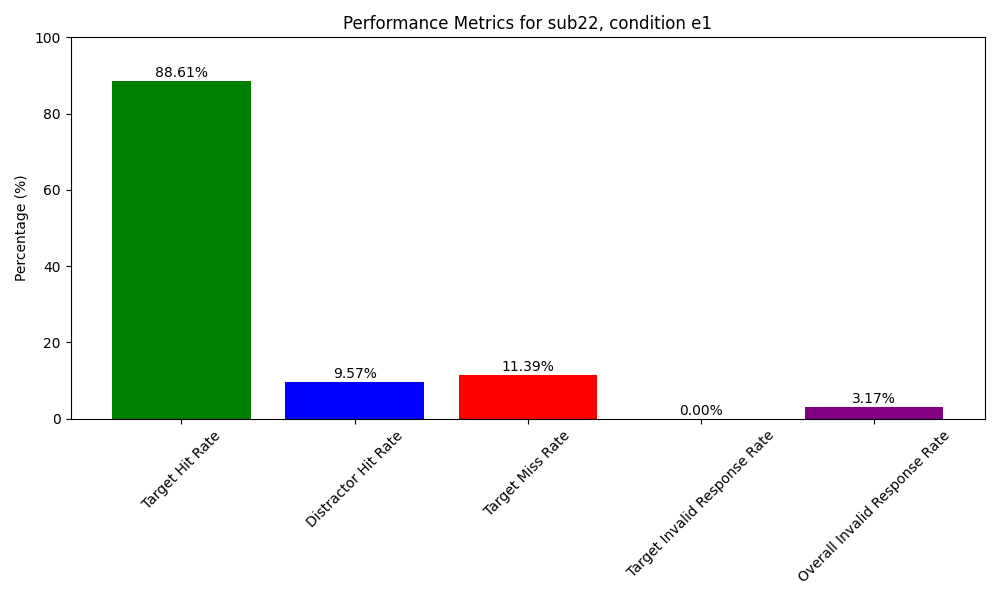 Performance Metrics for sub22, condition e1
Percentage (%)
100
80
60
40
20
0
88.61%
9.57%
11.39%
0.00%
3.17%
Target Hit Rate
Distractor Hit Rate
Target Miss Rate
Target Invalid Response Rate
Overall Invalid Response Rate